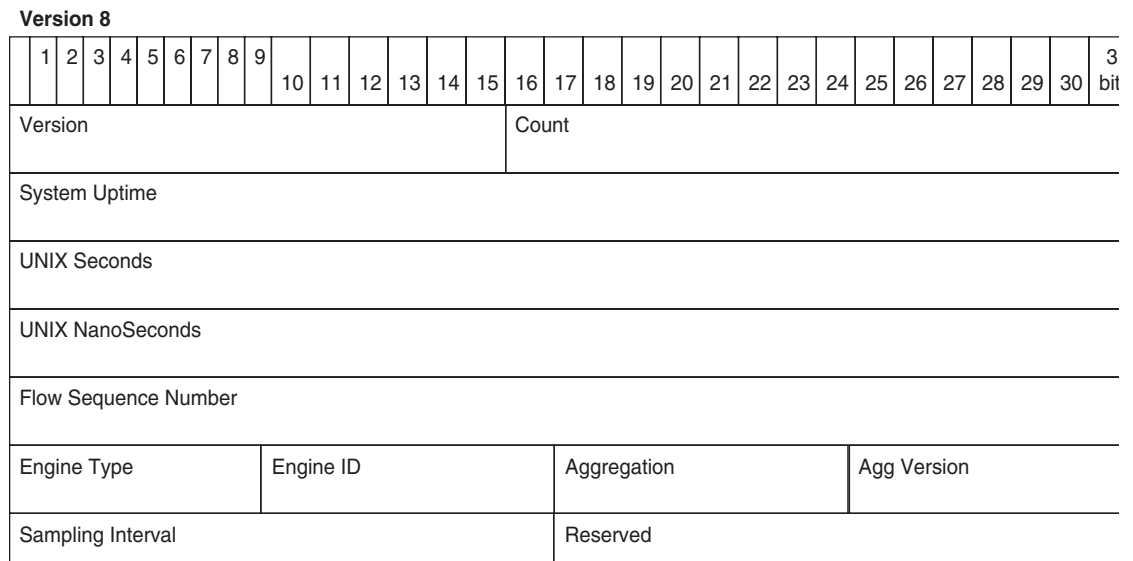 Version 8
1 2 3 4 5 6 7 8 9 10 11 12 13 14 15 16 17 18 19 20 21 22 23 24 25 26 27 28 29 30 3
bit
Version Count
System Uptime
UNIX Seconds
UNIX NanoSeconds
Flow Sequence Number
Engine Type Engine ID Aggregation Agg Version
Sampling Interval Reserved